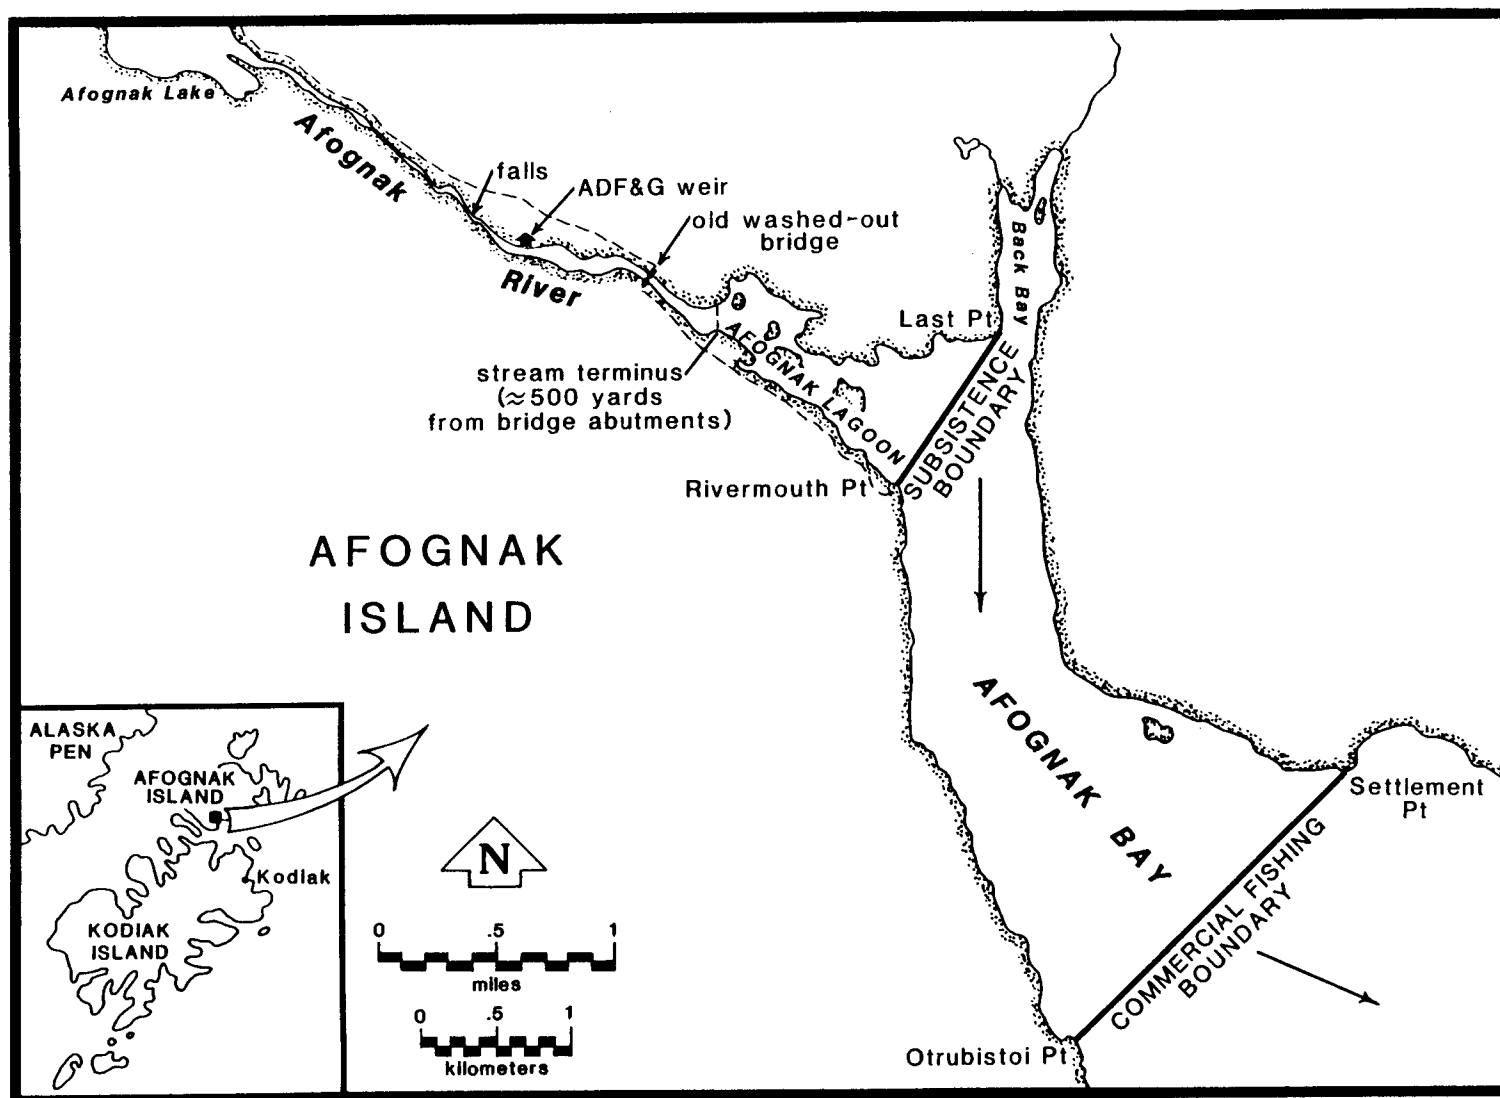 Afognak Lake
Afognak
River
falls
ADF&G weir
old washed-out
bridge
Back Bay
Last Pt
AFOGNAK LAGOON
stream terminus
(≈500 yards
from bridge abutments)
SUBSISTENCE
BOUNDARY
Rivermouth Pt
AFOGNAK
ISLAND
AFOGNAK BAY
Settlement
Pt
COMMERCIAL FISHING
BOUNDARY
Otrubistoi Pt
ALASKA
PEN
AFOGNAK
ISLAND
Kodiak
KODIAK
ISLAND
N
0 .5 1
miles
0 .5 1
kilometers